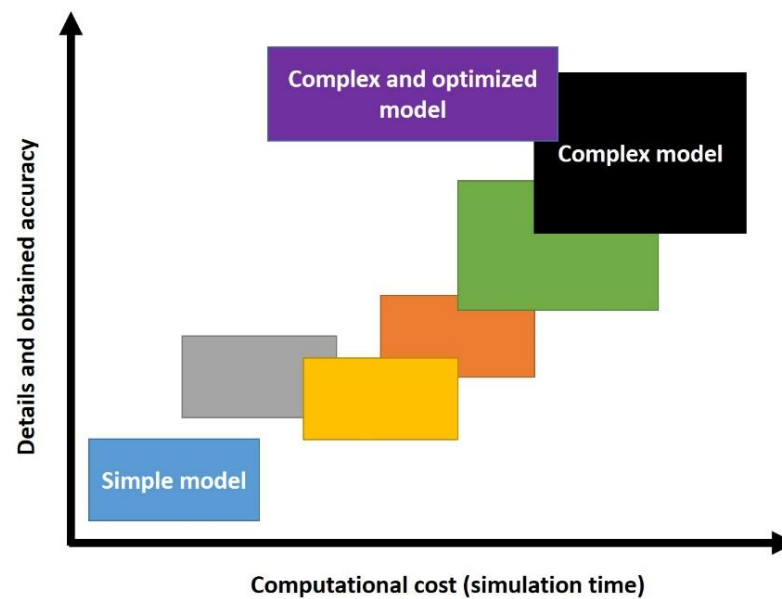 Details and obtained accuracy
Complex and optimized
model
Complex model
Simple model
Computational cost (simulation time)